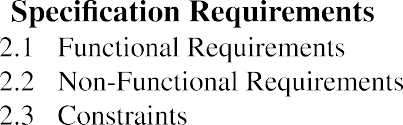 Specification Requirements
2.1 Functional Requirements
2.2 Non-Functional Requirements
2.3 Constraints